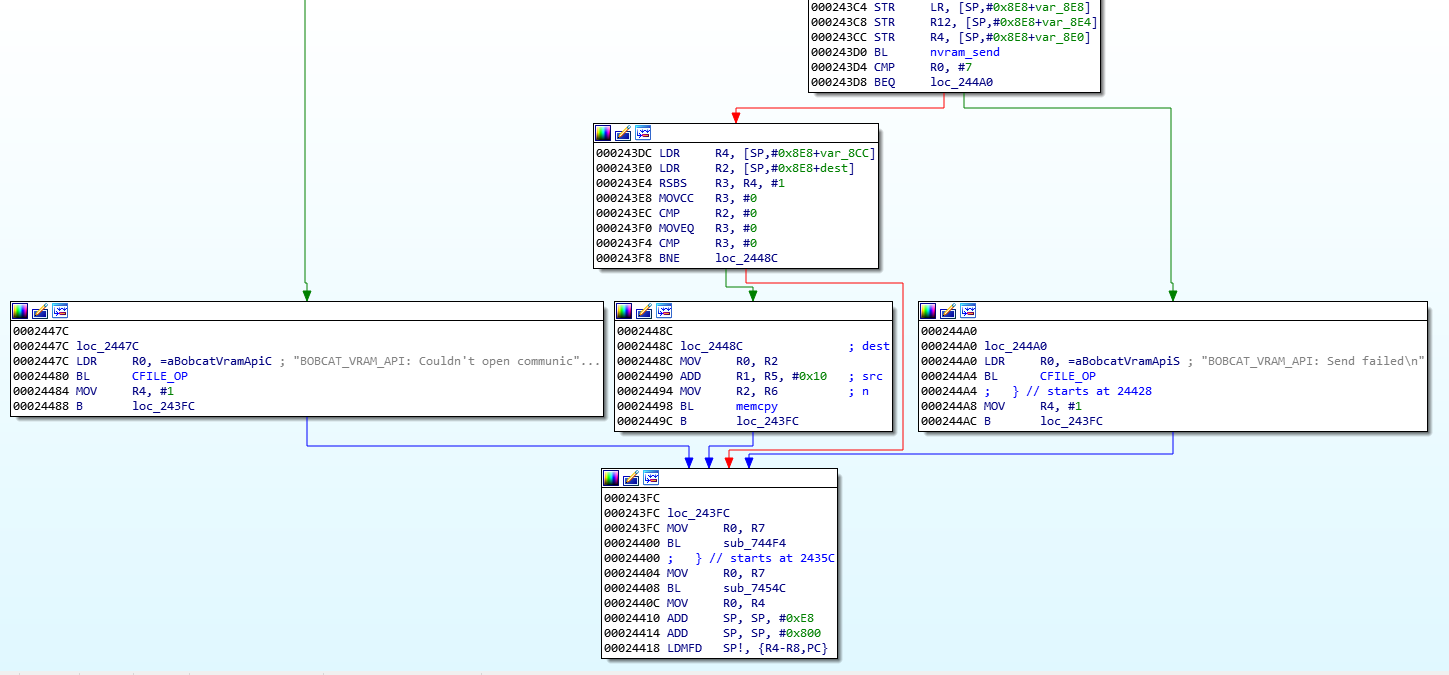 000243C4 STR LR, [SP,#0x8E8+var_8E8]
000243C8 STR R12, [SP,#0x8E8+var_8E4]
000243CC STR R4, [SP,#0x8E8+var_8E0]
000243D0 BL nvram_send
000243D4 CMP R0, #7
000243D8 BEQ loc_244A0
000243DC LDR R4, [SP,#0x8E8+var_8CC]
000243E0 LDR R2, [SP,#0x8E8+dest]
000243E4 RSBS R3, R4, #1
000243E8 MOVCC R3, #0
000243EC CMP R2, #0
000243F0 MOVEQ R3, #0
000243F4 CMP R3, #0
000243F8 BNE loc_2448C
0002447C
0002447C loc_2447C
0002447C LDR R0, =aBobcatVramApiC ; "BOBCAT_VRAM_API: Couldn't open communic"...
00024480 BL CFILE_OP
00024484 MOV R4, #1
00024488 B loc_243FC
0002448C
0002448C loc_2448C ; dest
0002448C MOV R0, R2
00024490 ADD R1, R5, #0x10 ; src
00024494 MOV R2, R6 ; n
00024498 BL memcpy
0002449C B loc_243FC
000244A0
000244A0 loc_244A0
000244A0 LDR R0, =aBobcatVramApiS ; "BOBCAT_VRAM_API: Send failed\n"
000244A4 BL CFILE_OP
000244A4 ; } // starts at 24428
000244A8 MOV R4, #1
000244AC B loc_243FC
000243FC
000243FC loc_243FC
000243FC MOV R0, R7
00024400 BL sub_744F4
00024400 ; } // starts at 2435C
00024404 MOV R0, R7
00024408 BL sub_7454C
0002440C MOV R0, R4
00024410 ADD SP, SP, #0xE8
00024414 ADD SP, SP, #0x800
00024418 LDMFD SP!, {R4-R8,PC}